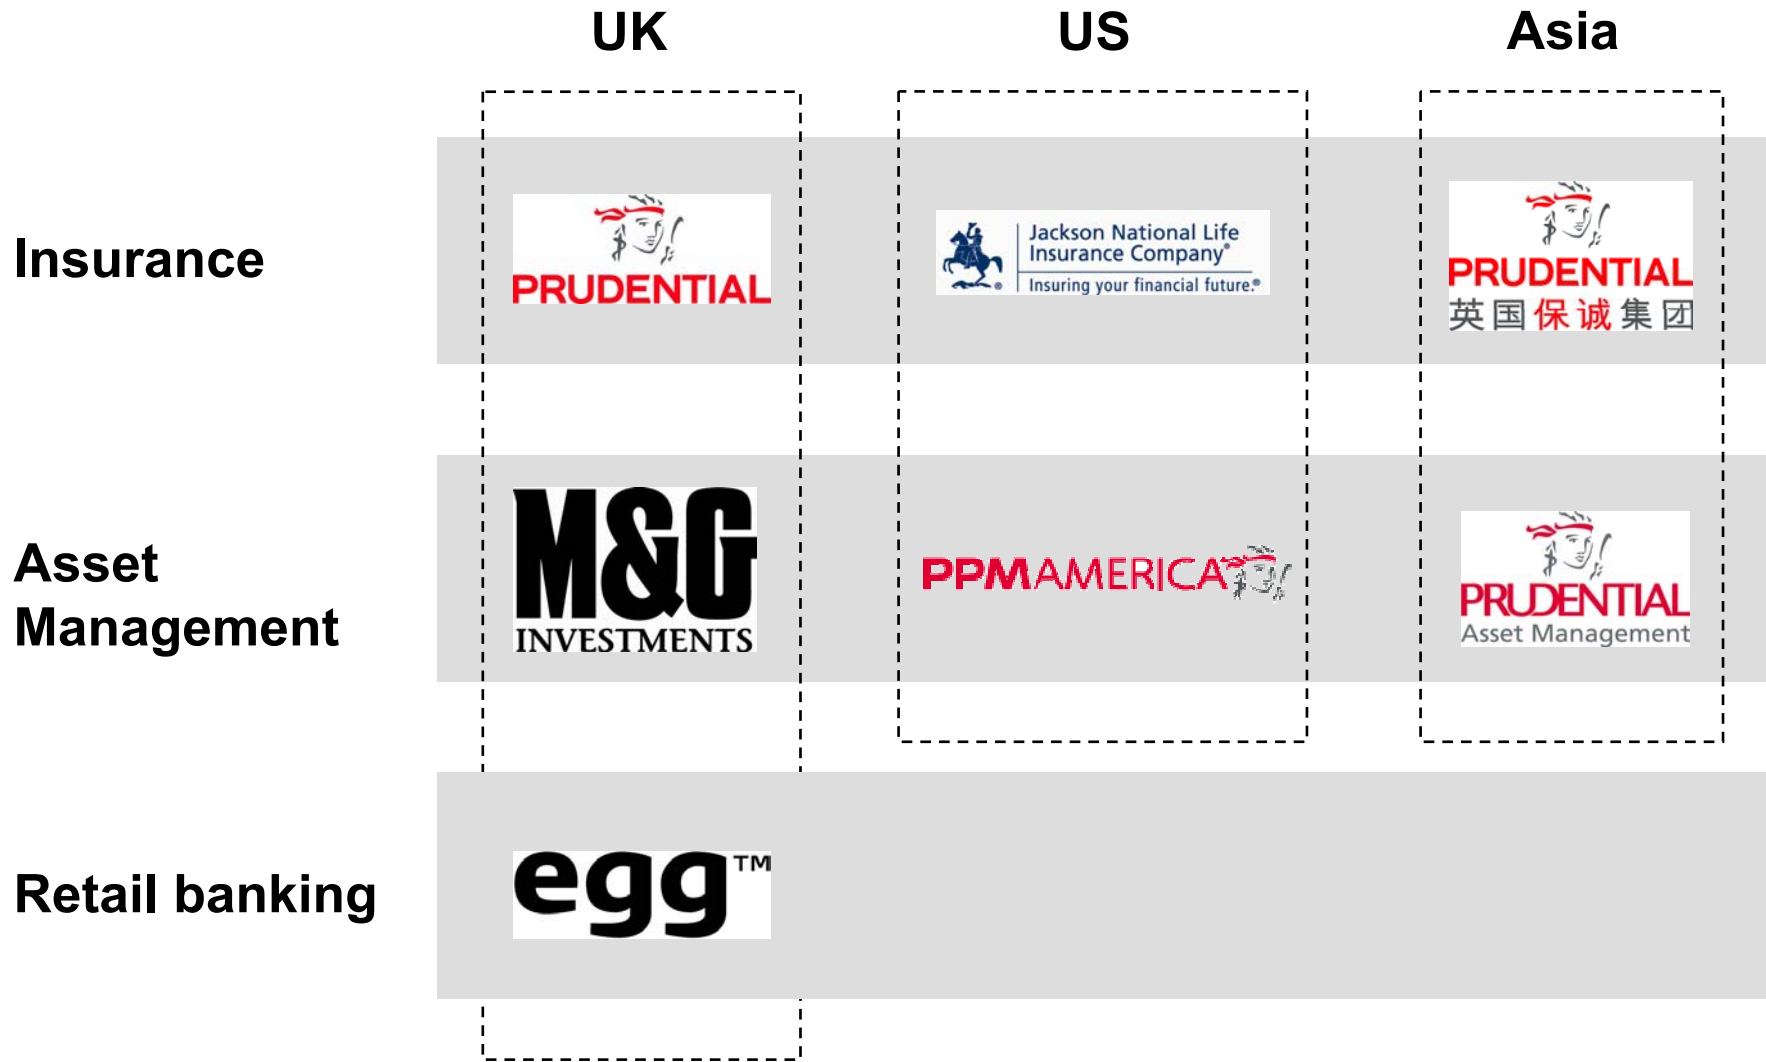 UK
US
Asia
Insurance
PRUDENTIAL
Jackson National Life
Insurance Company®
Insuring your financial future.®
®
PRUDENTIAL
英国保诚集团
Asset
Management
M&G
INVESTMENTS
PPMAMERICA
PRUDENTIAL
Asset Management
Retail banking
egg™